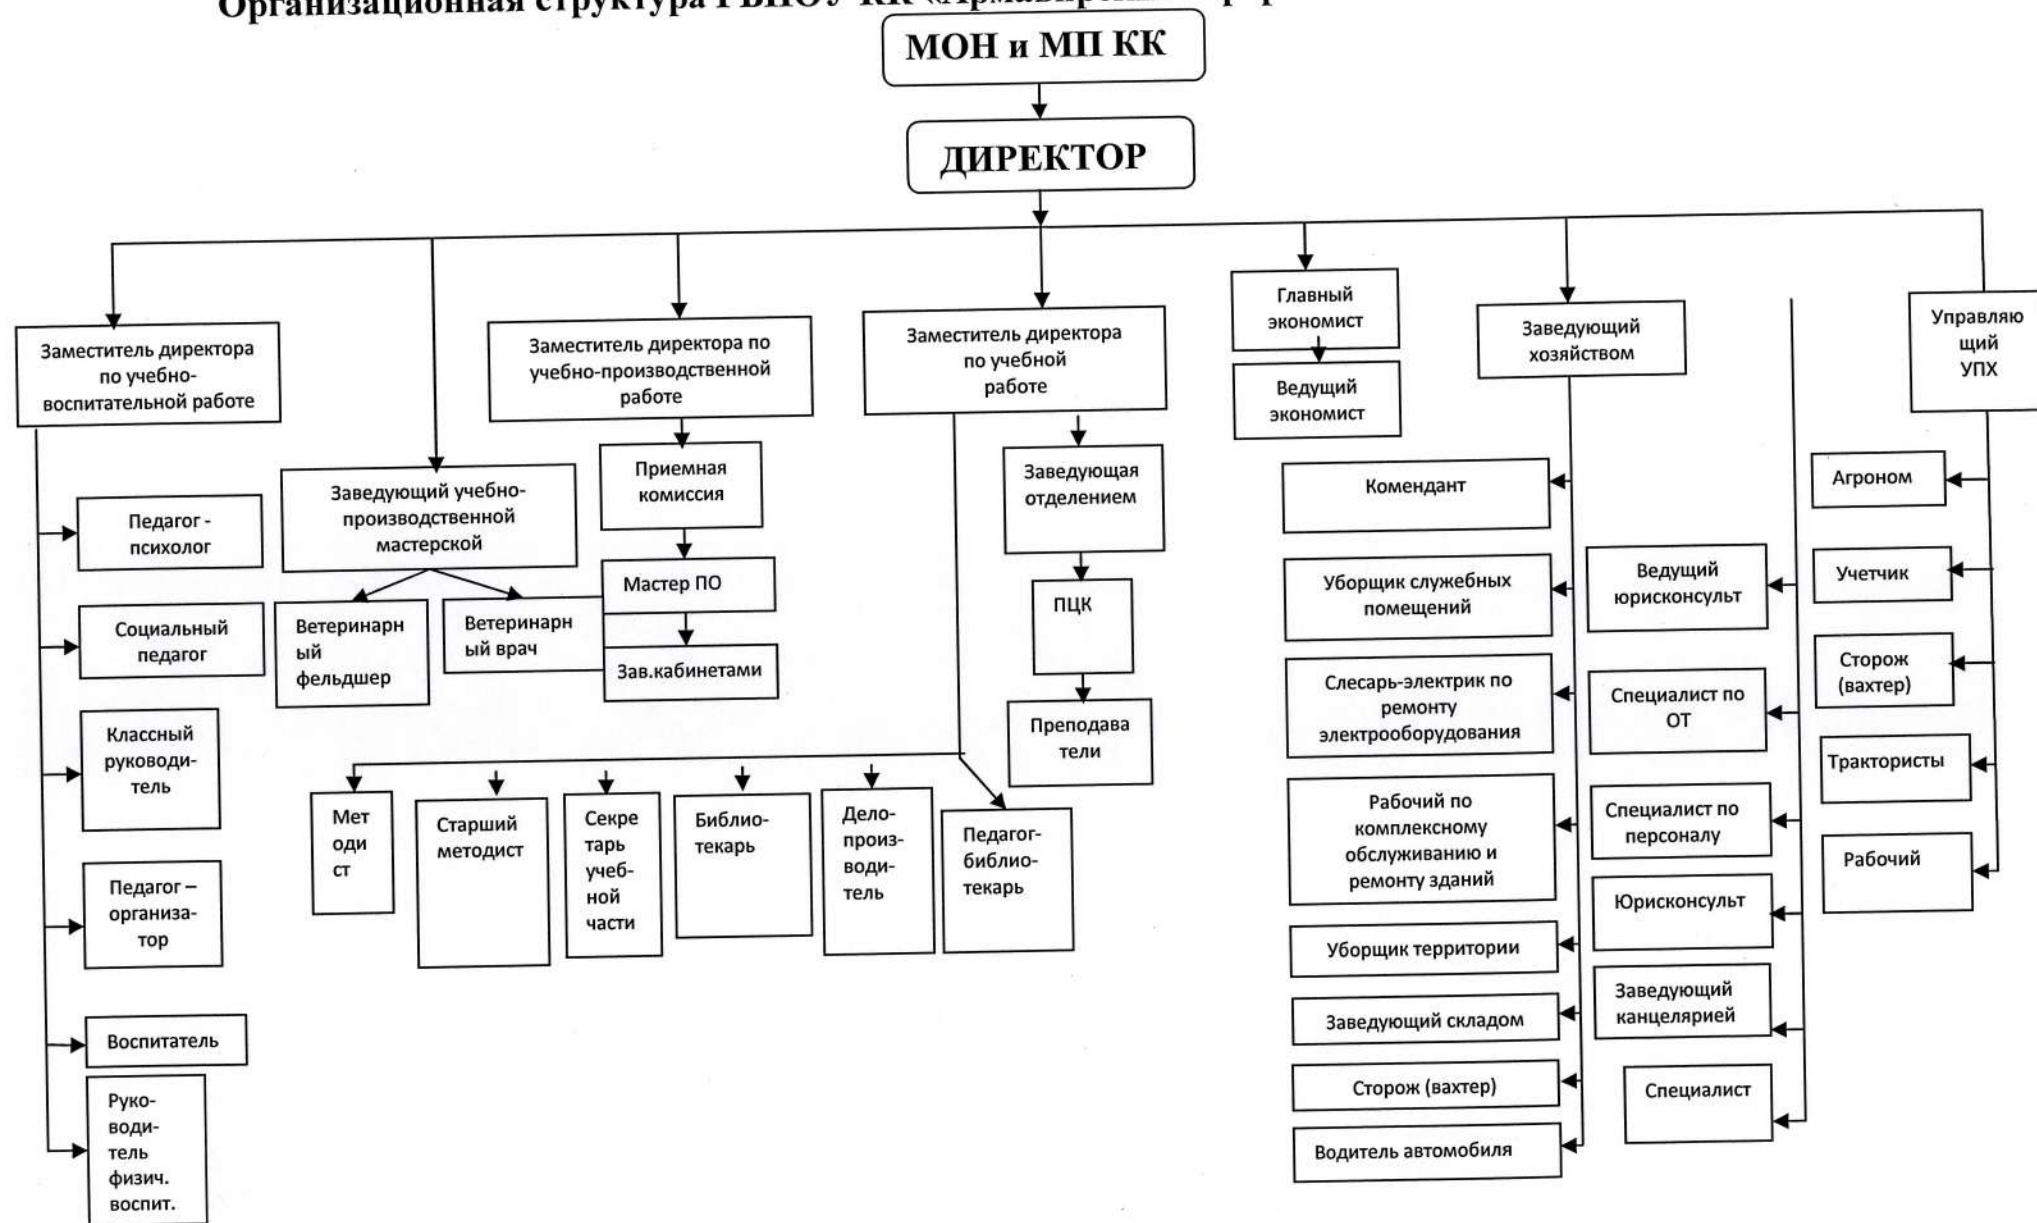 Организационная структура ГБПОУ КК
МОН и МП КК
ДИРЕКТОР
Заместитель директора
по учебно-
воспитательной работе
Педагог -
психолог
Социальный
педагог
Классный
руководи-
тель
Педагог –
организа-
тор
Воспитатель
Руко-
води-
тель
физич.
воспит.
Заведующий учебно-
производственной
мастерской
Ветеринарн
ый
фельдшер
Ветеринарн
ый врач
Заместитель директора по
учебно-производственной
работе
Приемная
комиссия
Мастер ПО
Зав.кабинетами
Заместитель директора
по учебной
работе
Заведующая
отделением
ПЦК
Преподава
тели
Мет
оди
ст
Старший
методист
Секре
тарь
учеб-
ной
части
Библио-
текарь
Дело-
произ-
води-
тель
Педагог-
библио-
текарь
Главный
экономист
Ведущий
экономист
Заведующий
хозяйством
Комендант
Уборщик служебных
помещений
Слесарь-электрик по
ремонту
электрооборудования
Рабочий по
комплексному
обслуживанию и
ремонту зданий
Уборщик территории
Заведующий складом
Сторож (вахтер)
Водитель автомобиля
Ведущий
юрисконсульт
Специалист по
ОТ
Специалист по
персоналу
Юрисконсульт
Заведующий
канцелярией
Специалист
Управляю
щий
УПХ
Агроном
Учетчик
Сторож
(вахтер)
Трактористы
Рабочий